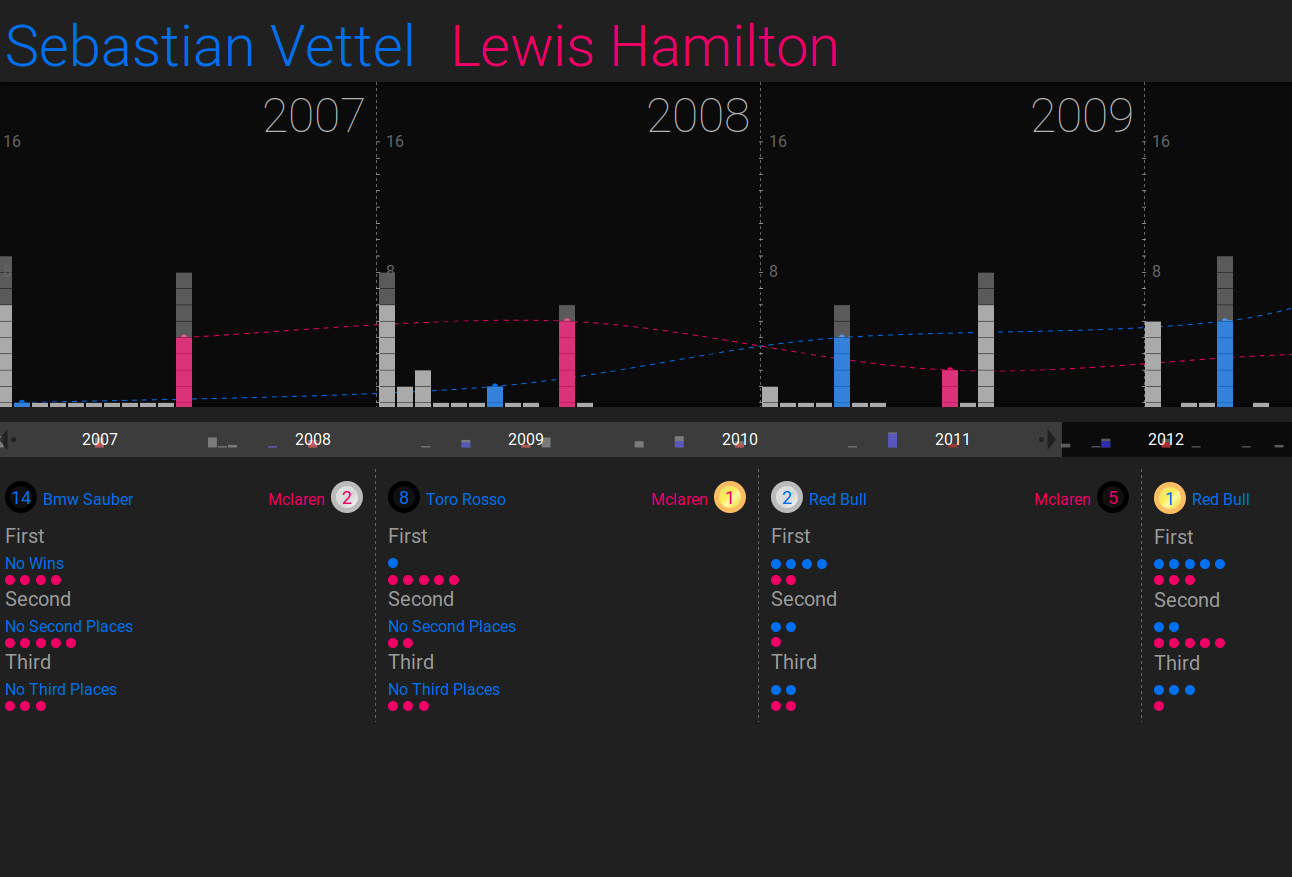 Sebastian Vettel Lewis Hamilton
2007 2008 2009
16 16 16 16
8 8 8 8
2007 2008 2009 2010 2011 2012
14 Bmw Sauber Mclaren 2 8 Toro Rosso Mclaren 1 2 Red Bull Mclaren 5 1 Red Bull
First First First First
No Wins
Second Second Second Second
No Second Places No Second Places
Third Third Third Third
No Third Places No Third Places